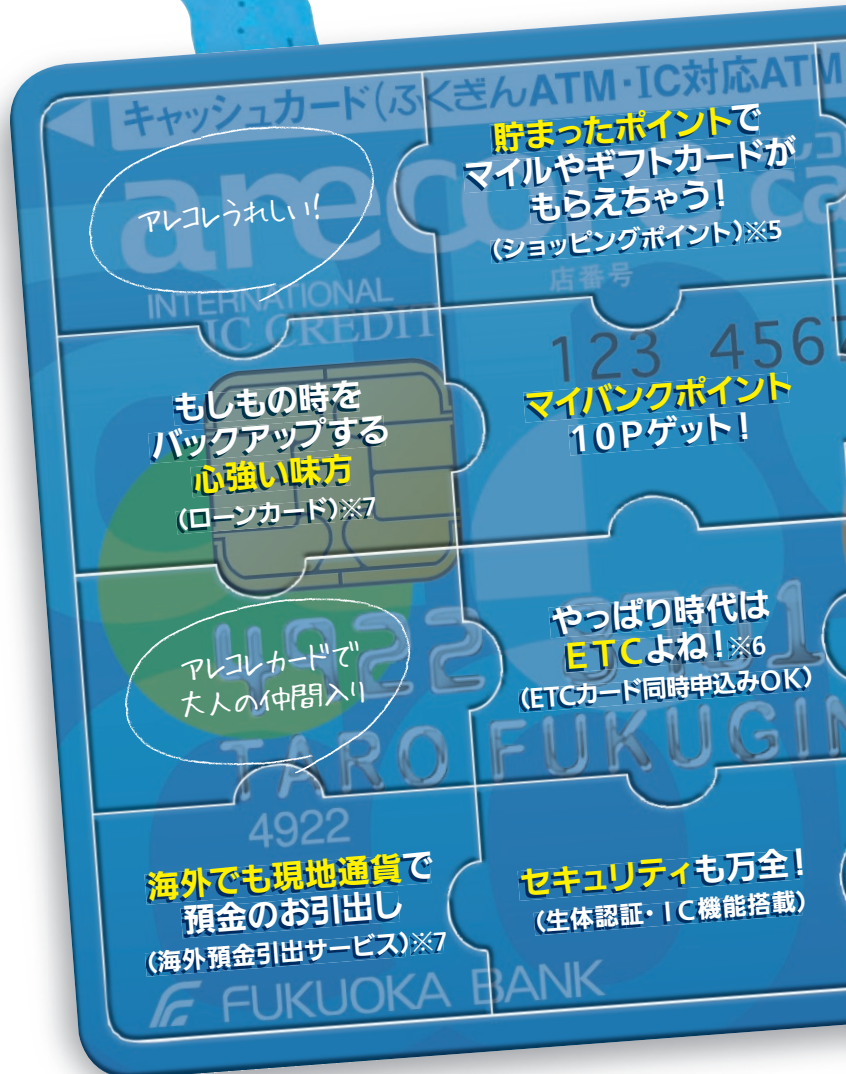 キャッシュカード(ふくぎんATM・IC対応ATM
arecore
INTERNATIONAL
IC CREDIT
アレコレうれしい!
貯まったポイントで
マイルやギフトカードが
もらえちゃう!
(ショッピングポイント)※5
店番号
123 4567
もしもの時を
バックアップする
心強い味方
(ローンカード)※7
マイバンクポイント
10Pゲット!
アレコレカードで
大人の仲間入り
やっぱり時代は
ETCよね!※6
(ETCカード同時申込みOK)
4922
TARO FUKUGIN
4922
海外でも現地通貨で
預金のお引出し
(海外預金引出サービス)※7
セキュリティも万全!
(生体認証・IC機能搭載)
FUKUOKA BANK